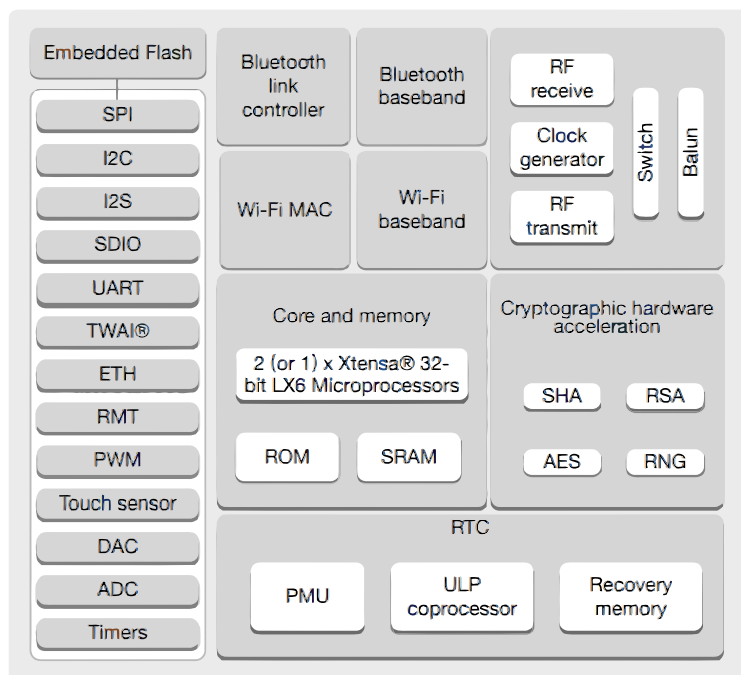 Embedded Flash
SPI
I2C
I2S
SDIO
UART
TWAI®
ETH
RMT
PWM
Touch sensor
DAC
ADC
Timers
Bluetooth
link
controller
Bluetooth
baseband
Wi-Fi MAC
Wi-Fi
baseband
RF
receive
Clock
generator
RF
transmit
Switch
Balun
Core and memory
2 (or 1) x Xtensa® 32-
bit LX6 Microprocessors
ROM
SRAM
Cryptographic hardware
acceleration
SHA
RSA
AES
RNG
RTC
PMU
ULP
coprocessor
Recovery
memory